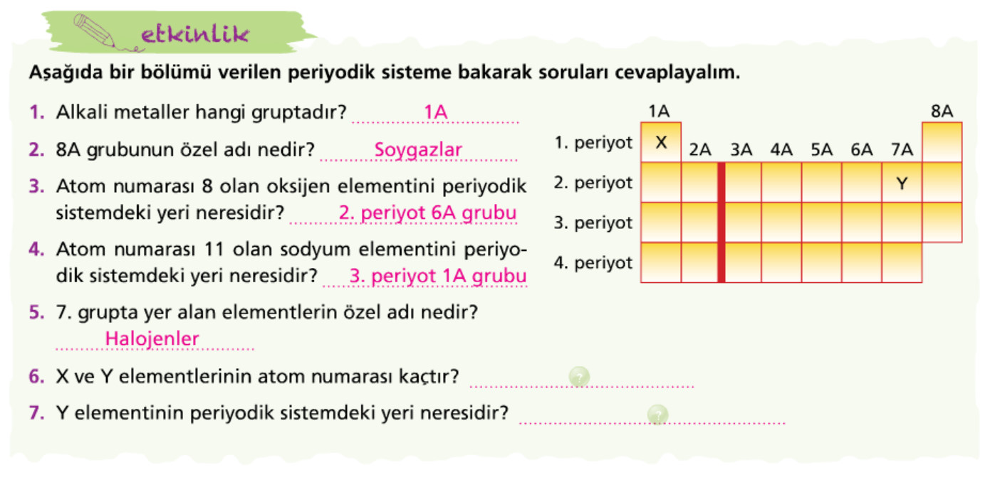 etkinlik
Aşağıda bir bölümü verilen periyodik sisteme bakarak soruları cevaplayalım.
1. Alkali metaller hangi gruptadır? 1A
2. 8A grubunun özel adı nedir? Soygazlar
3. Atom numarası 8 olan oksijen elementini periyodik
sistemdeki yeri neresidir? 2. periyot 6A grubu
4. Atom numarası 11 olan sodyum elementini periyo-
dik sistemdeki yeri neresidir? 3. periyot 1A grubu
5. 7. grupta yer alan elementlerin özel adı nedir?
Halojenler
6. X ve Y elementlerinin atom numarası kaçtır? ?
7. Y elementinin periyodik sistemdeki yeri neresidir? ?
1A 8A
1. periyot X 2A 3A 4A 5A 6A 7A
2. periyot Y
3. periyot
4. periyot